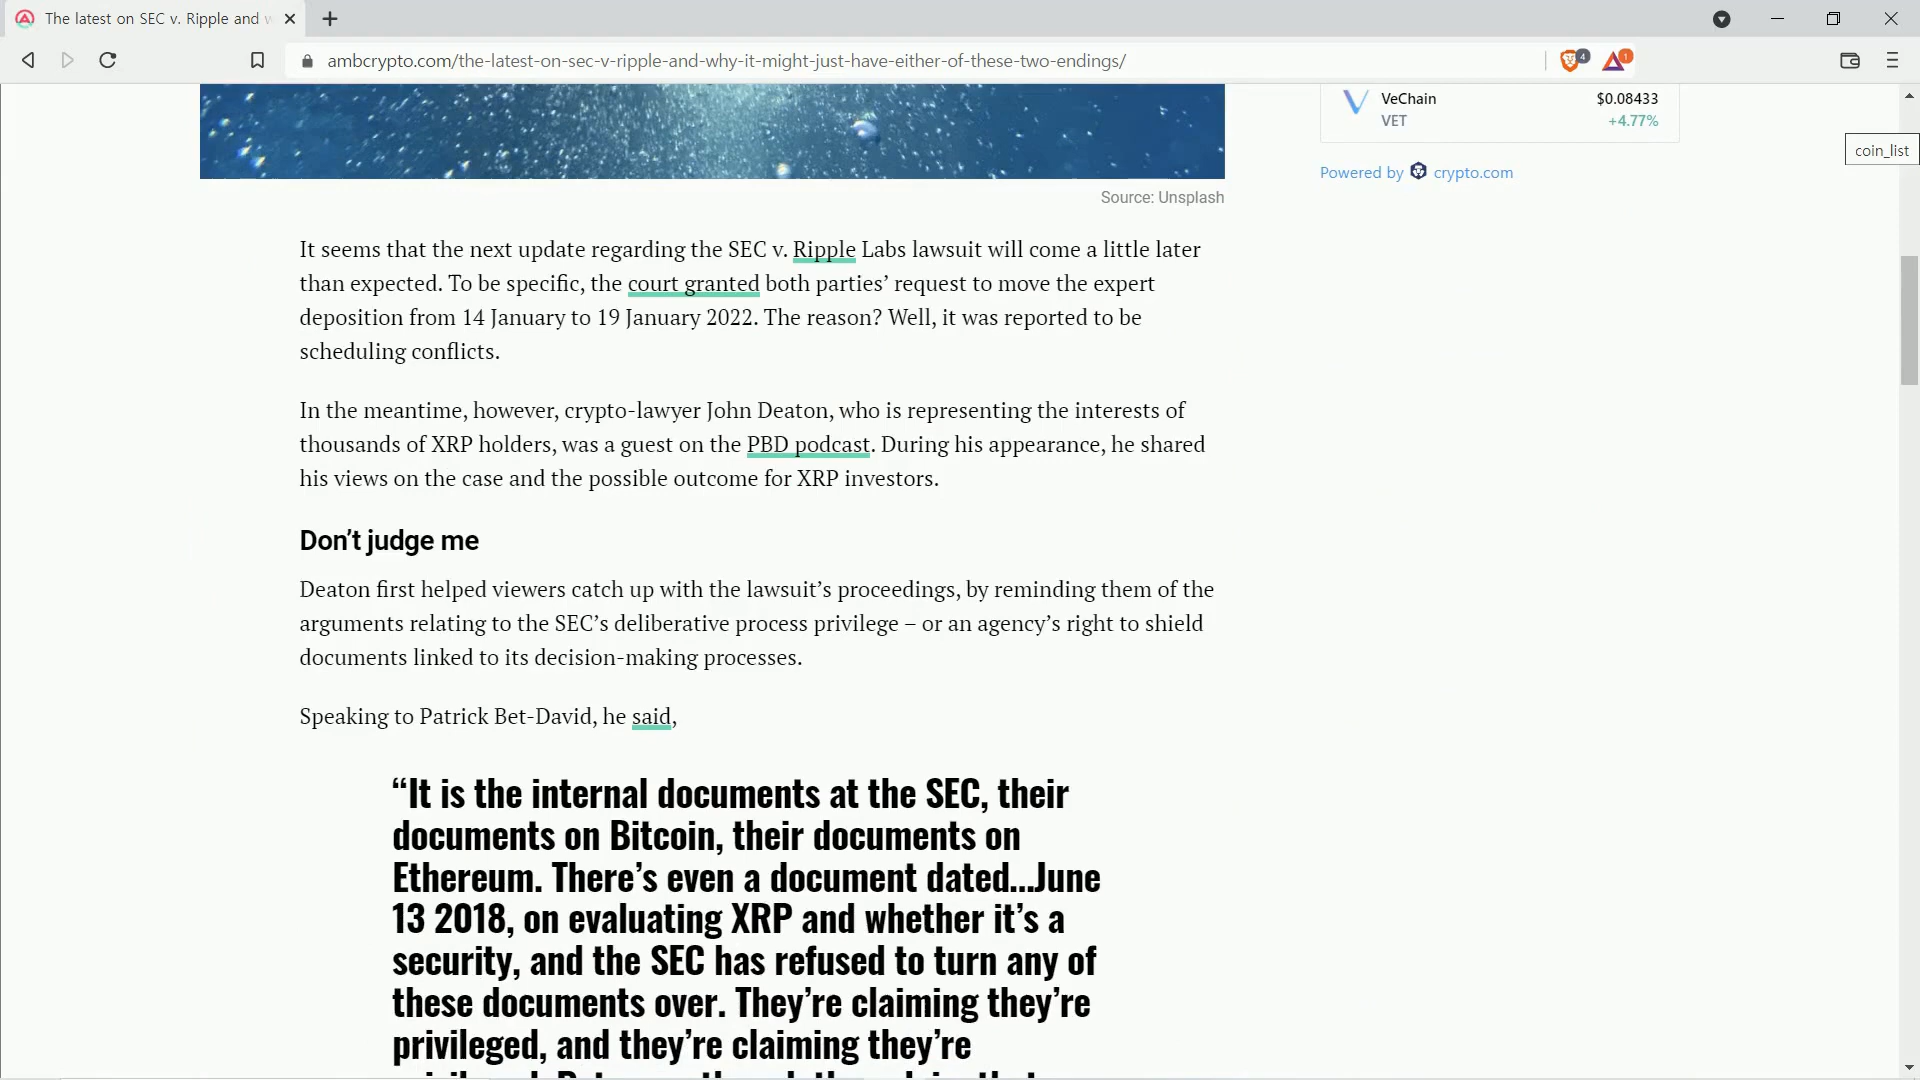 The latest on SEC v. Ripple and w
ambcrypto.com/the-latest-on-sec-v-ripple-and-why-it-might-just-have-either-of-these-two-endings/
4
1
VeChain
$0.08433
VET
+4.77%
coin_list
Powered by crypto.com
Source: Unsplash
It seems that the next update regarding the SEC v. Ripple Labs lawsuit will come a little later
than expected. To be specific, the court granted both parties’ request to move the expert
deposition from 14 January to 19 January 2022. The reason? Well, it was reported to be
scheduling conflicts.
In the meantime, however, crypto-lawyer John Deaton, who is representing the interests of
thousands of XRP holders, was a guest on the PBD podcast. During his appearance, he shared
his views on the case and the possible outcome for XRP investors.
Don’t judge me
Deaton first helped viewers catch up with the lawsuit’s proceedings, by reminding them of the
arguments relating to the SEC’s deliberative process privilege – or an agency’s right to shield
documents linked to its decision-making processes.
Speaking to Patrick Bet-David, he said,
“It is the internal documents at the SEC, their
documents on Bitcoin, their documents on
Ethereum. There’s even a document dated…June
13 2018, on evaluating XRP and whether it’s a
security, and the SEC has refused to turn any of
these documents over. They’re claiming they’re
privileged, and they’re claiming they’re